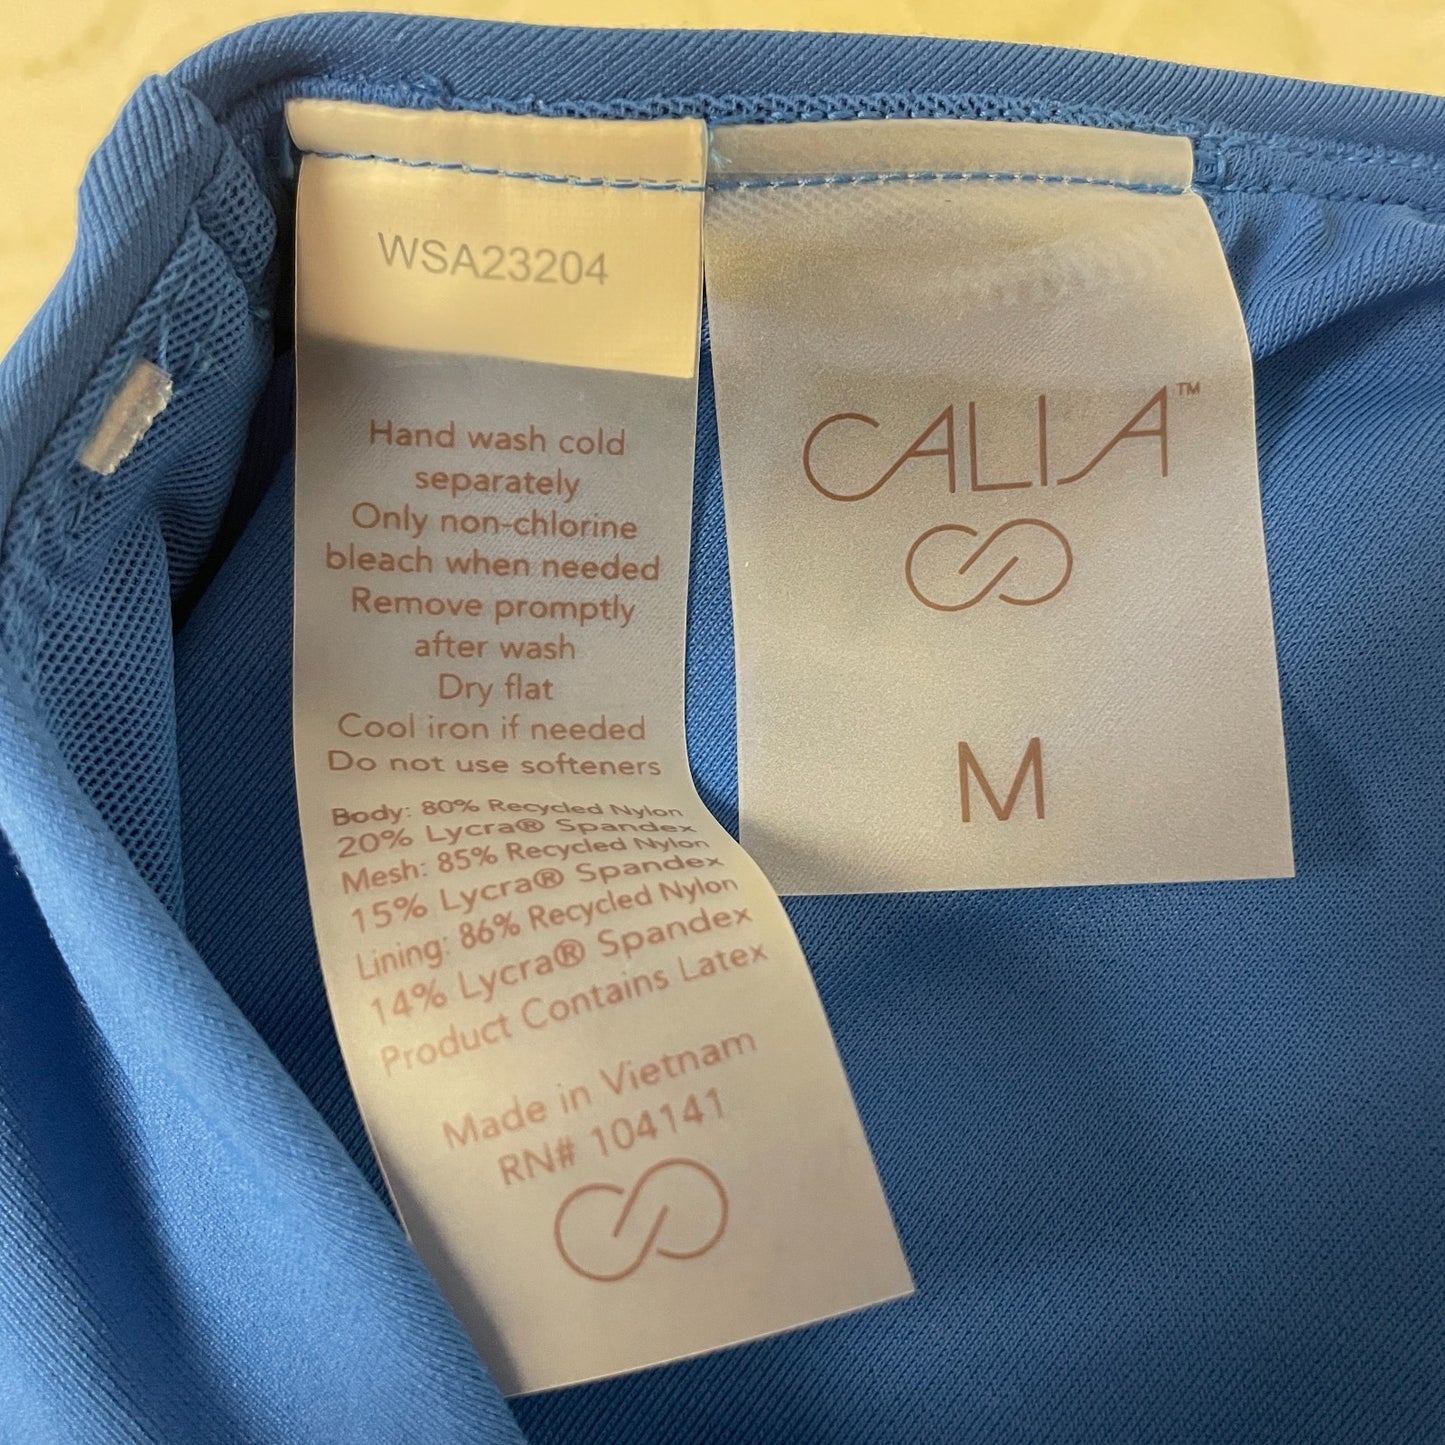 WSA23204
Hand wash cold
separately
Only non-chlorine
bleach when needed
Remove promptly
after wash
Dry flat
Cool iron if needed
Do not use softeners
Body: 80% Recycled Nylon
20% Lycra® Spandex
Mesh: 85% Recycled Nylon
15% Lycra® Spandex
Lining: 86% Recycled Nylon
14% Lycra® Spandex
Product Contains Latex
Made in Vietnam
RN# 104141
CALIA™
M